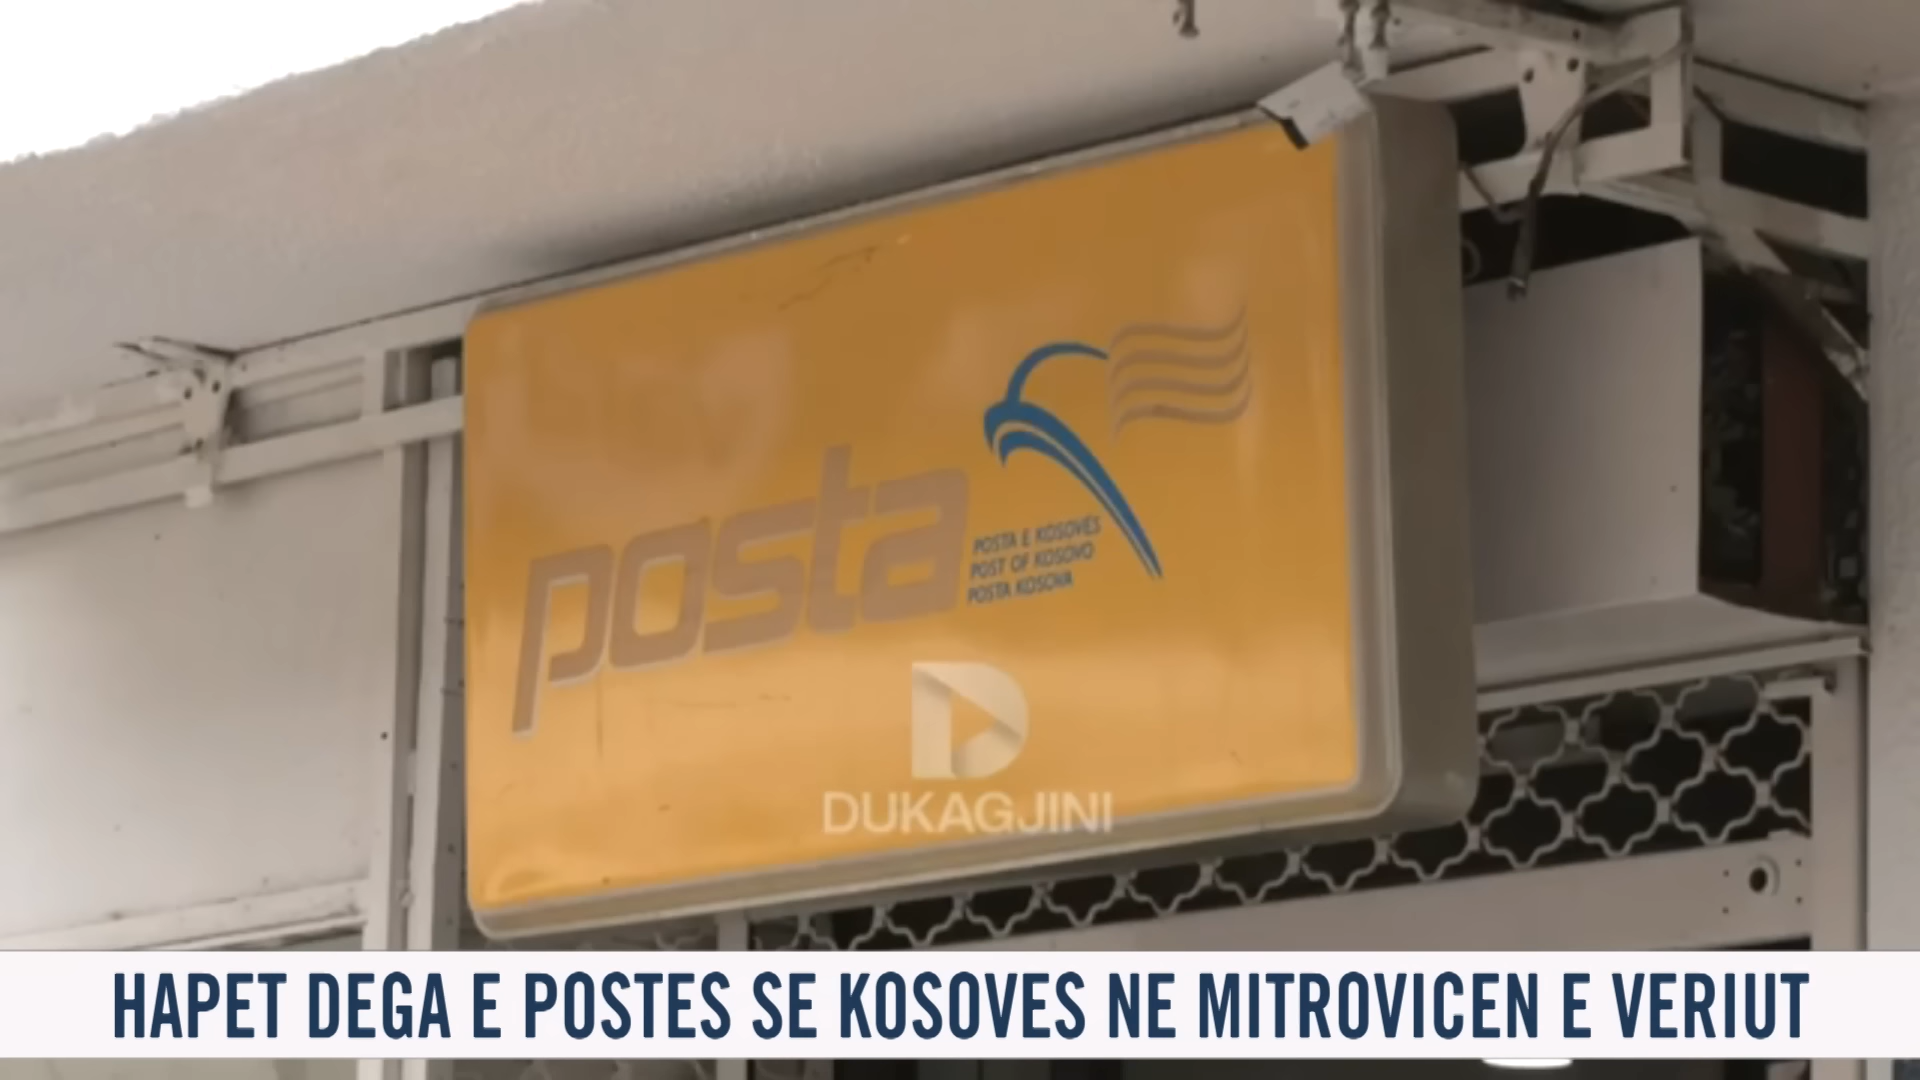 posta
POSTA E KOSOVËS
POST OF KOSOVO
POSTA KOSOVA
DUKAGJINI
HAPET DEGA E POSTES SE KOSOVES NE MITROVICEN E VERIUT